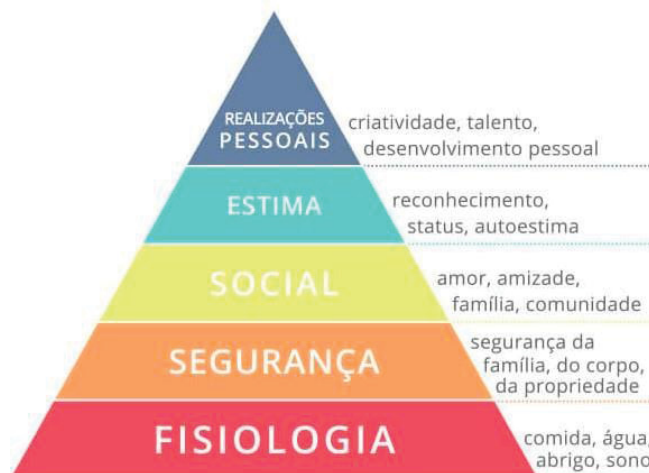 REALIZAÇÕES
PESSOAIS
criatividade, talento,
desenvolvimento pessoal
ESTIMA
reconhecimento,
status, autoestima
SOCIAL
amor, amizade,
família, comunidade
SEGURANÇA
segurança da
família, do corpo,
da propriedade
FISIOLOGIA
comida, água,
abrigo, sono